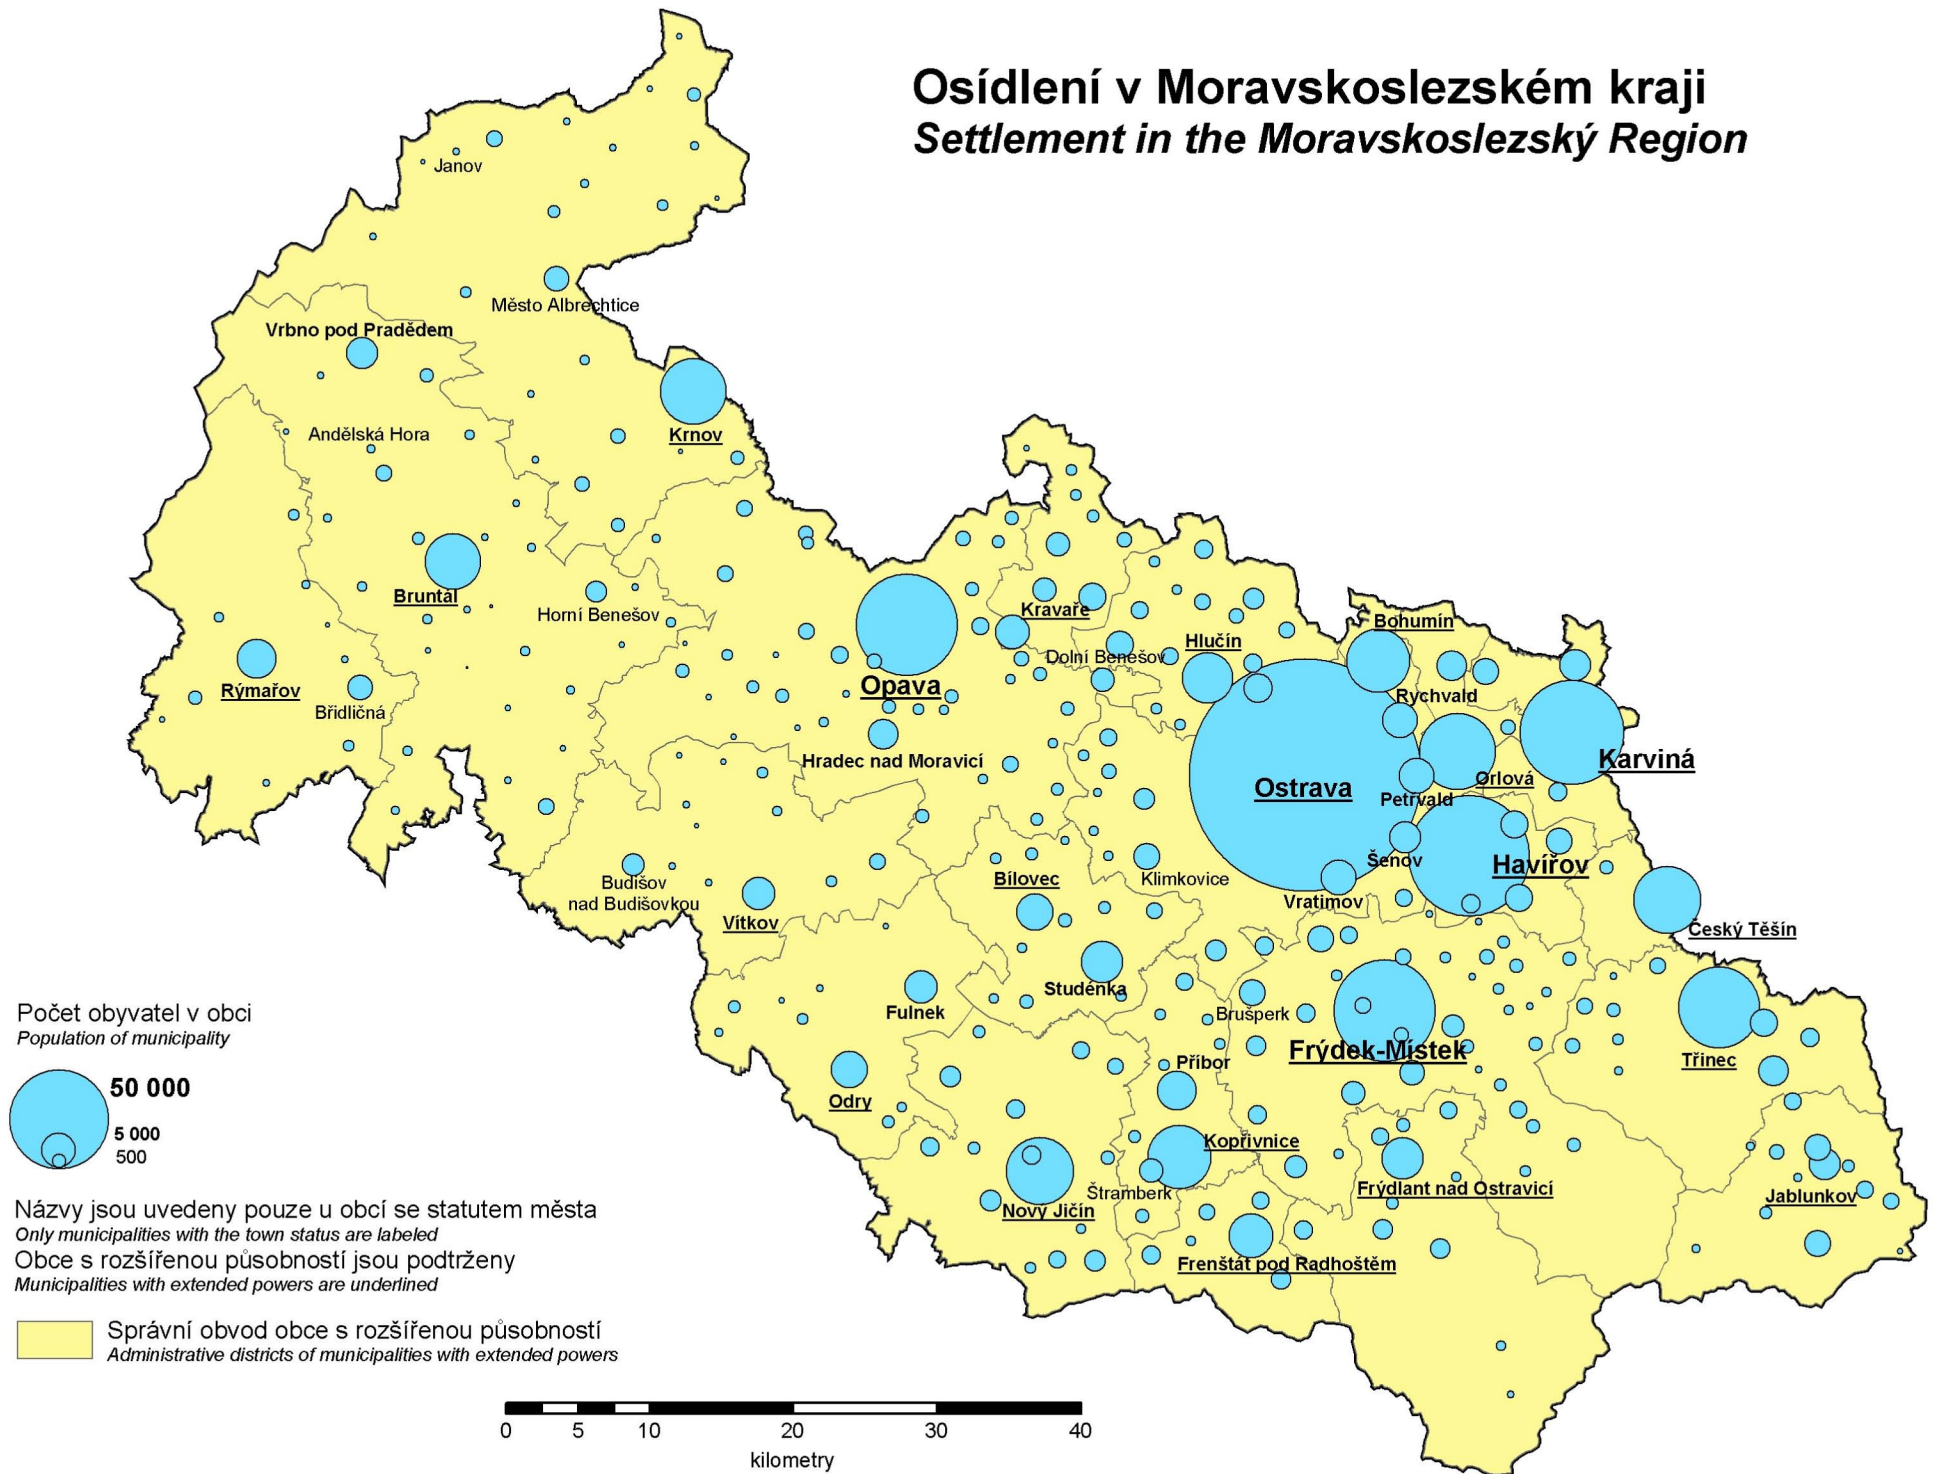 Osídlení v Moravskoslezském kraji
Settlement in the Moravskoslezský Region
Janov
Město Albrechtice
Vrbno pod Pradědem
Andělská Hora
Krnov
Bruntál
Horní Benešov
Kravaře
Bohumín
Hlučín
Dolní Benešov
Rýmařov
Opava
Rychvald
Břidličná
Hradec nad Moravicí
Karviná
Orlová
Ostrava
Petřvald
Šenov
Havířov
Bílovec
Klimkovice
Budišov
nad Budišovkou
Vratimov
Vítkov
Český Těšín
Studénka
Fulnek
Brušperk
Frýdek-Místek
Příbor
Třinec
Odry
Kopřivnice
Štramberk
Frýdlant nad Ostravicí
Jablunkov
Nový Jičín
Frenštát pod Radhoštěm
Počet obyvatel v obci
Population of municipality
50 000
5 000
500
Názvy jsou uvedeny pouze u obcí se statutem města
Only municipalities with the town status are labeled
Obce s rozšířenou působností jsou podtrženy
Municipalities with extended powers are underlined
Správní obvod obce s rozšířenou působností
Administrative districts of municipalities with extended powers
0 5 10 20 30 40
kilometry